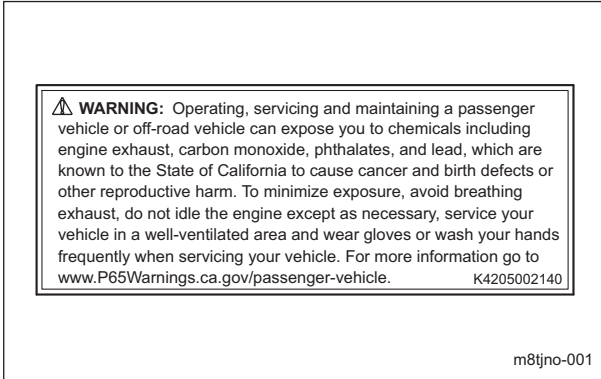 ⚠ WARNING: Operating, servicing and maintaining a passenger
vehicle or off-road vehicle can expose you to chemicals including
engine exhaust, carbon monoxide, phthalates, and lead, which are
known to the State of California to cause cancer and birth defects or
other reproductive harm. To minimize exposure, avoid breathing
exhaust, do not idle the engine except as necessary, service your
vehicle in a well-ventilated area and wear gloves or wash your hands
frequently when servicing your vehicle. For more information go to
www.P65Warnings.ca.gov/passenger-vehicle. K4205002140
m8tjno-001